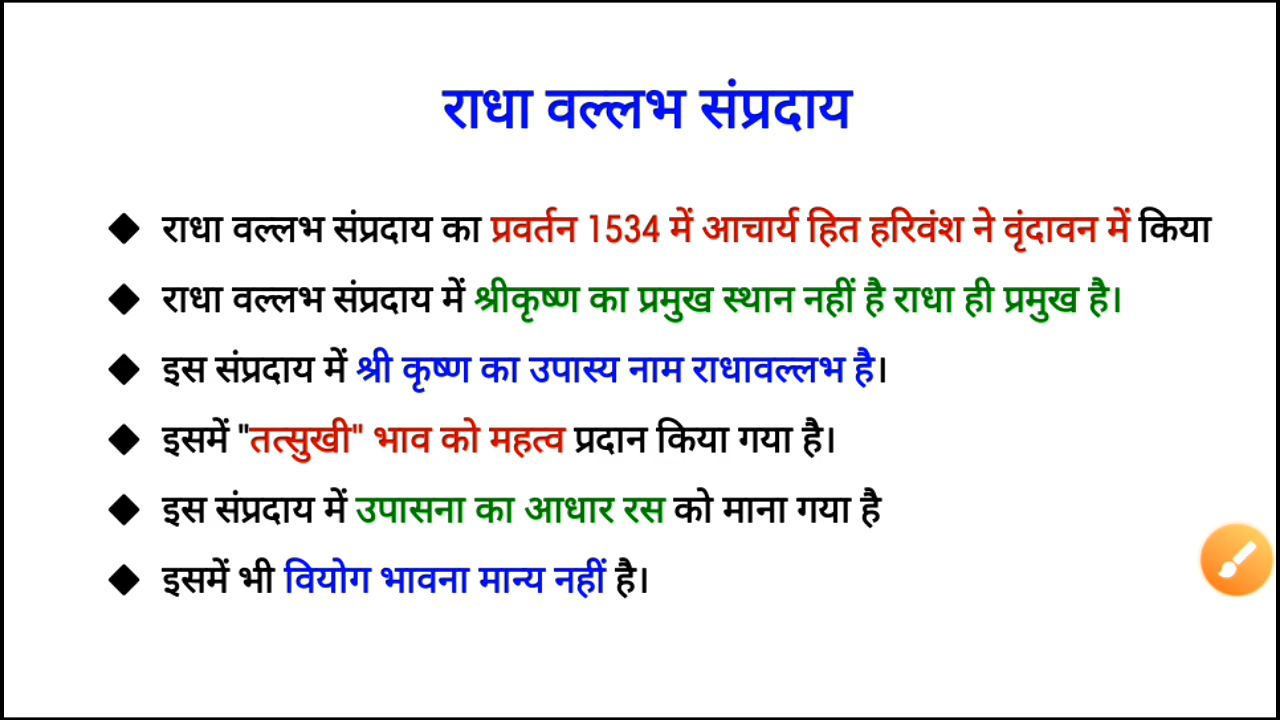 राधा वल्लभ संप्रदाय
राधा वल्लभ संप्रदाय का प्रवर्तन 1534 में आचार्य हित हरिवंश ने वृंदावन में किया
राधा वल्लभ संप्रदाय में श्रीकृष्ण का प्रमुख स्थान नहीं है राधा ही प्रमुख है।
इस संप्रदाय में श्री कृष्ण का उपास्य नाम राधावल्लभ है।
इसमें "तत्सुखी" भाव को महत्व प्रदान किया गया है।
इस संप्रदाय में उपासना का आधार रस को माना गया है
इसमें भी वियोग भावना मान्य नहीं है।